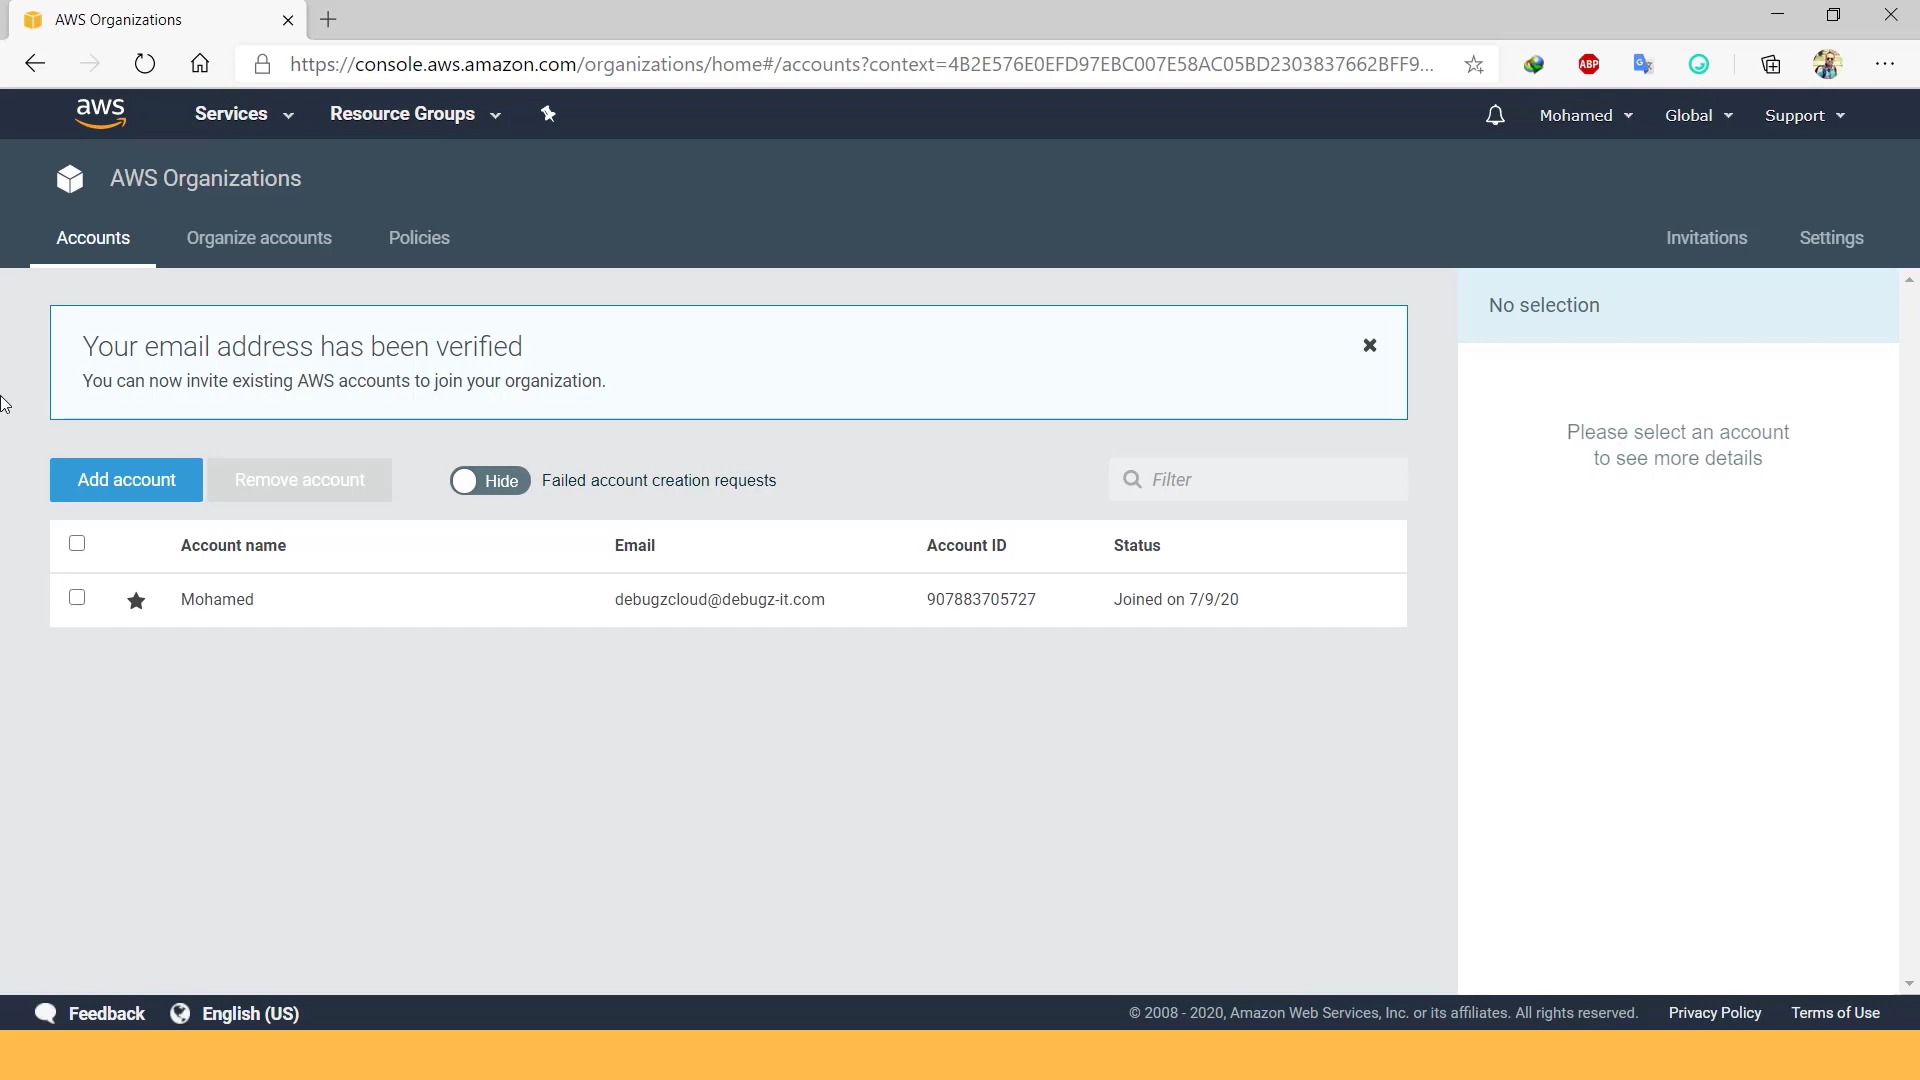 AWS Organizations
https://console.aws.amazon.com/organizations/home#/accounts?context=4B2E576E0EFD97EBC007E58AC05BD2303837662BFF9...
ABP
aws
Services
Resource Groups
Mohamed
Global
Support
AWS Organizations
Accounts
Organize accounts
Policies
Invitations
Settings
Your email address has been verified
You can now invite existing AWS accounts to join your organization.
No selection
Please select an account
to see more details
Add account
Remove account
Hide
Failed account creation requests
Filter
Account name Email Account ID Status
Mohamed debugzcloud@debugz-it.com 907883705727 Joined on 7/9/20
Feedback
English (US)
© 2008 - 2020, Amazon Web Services, Inc. or its affiliates. All rights reserved.
Privacy Policy
Terms of Use